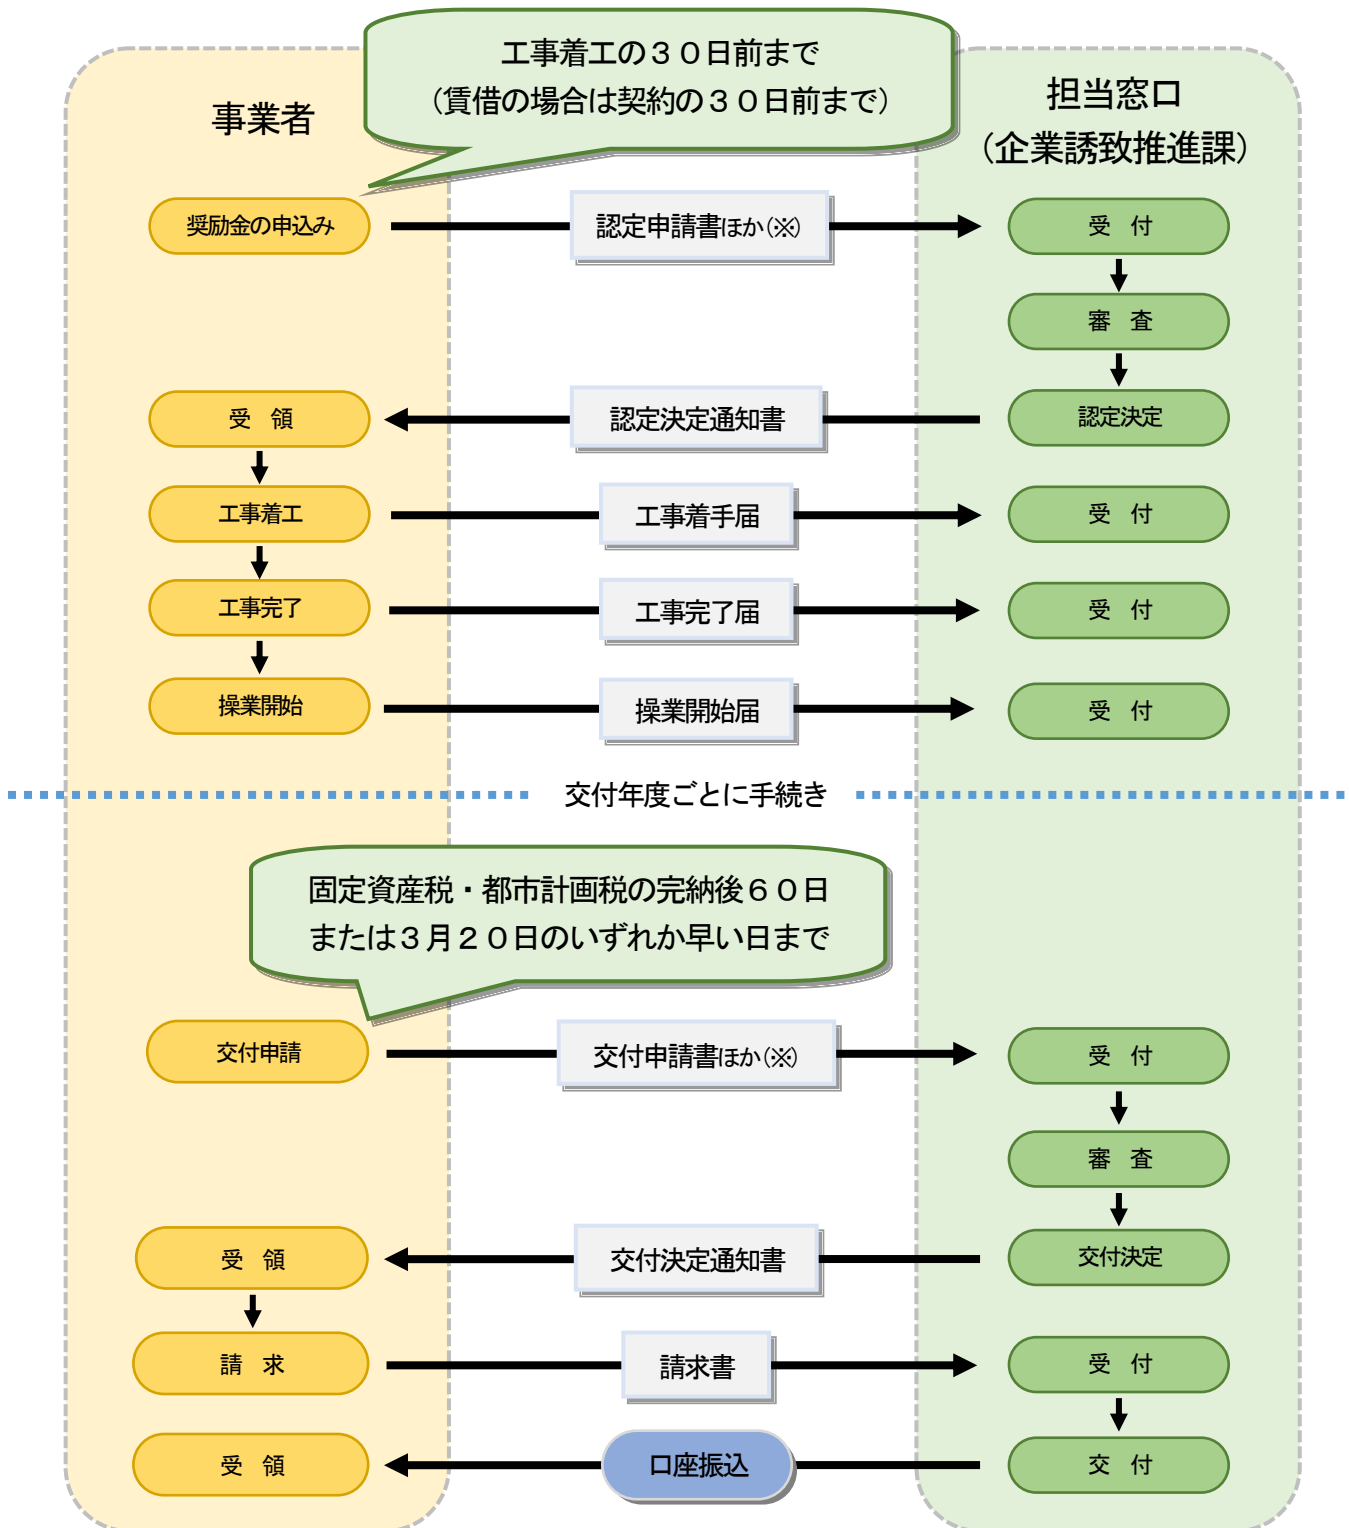 工事着工の３０日前まで
（賃借の場合は契約の３０日前まで）
事業者
担当窓口
（企業誘致推進課）
奨励金の申込み
認定申請書ほか（※）
受　付
審　査
受　領
認定決定通知書
認定決定
工事着工
工事着手届
受　付
工事完了
工事完了届
受　付
操業開始
操業開始届
受　付
交付年度ごとに手続き
固定資産税・都市計画税の完納後６０日
または３月２０日のいずれか早い日まで
交付申請
交付申請書ほか（※）
受　付
審　査
受　領
交付決定通知書
交付決定
請　求
請求書
受　付
受　領
口座振込
交　付